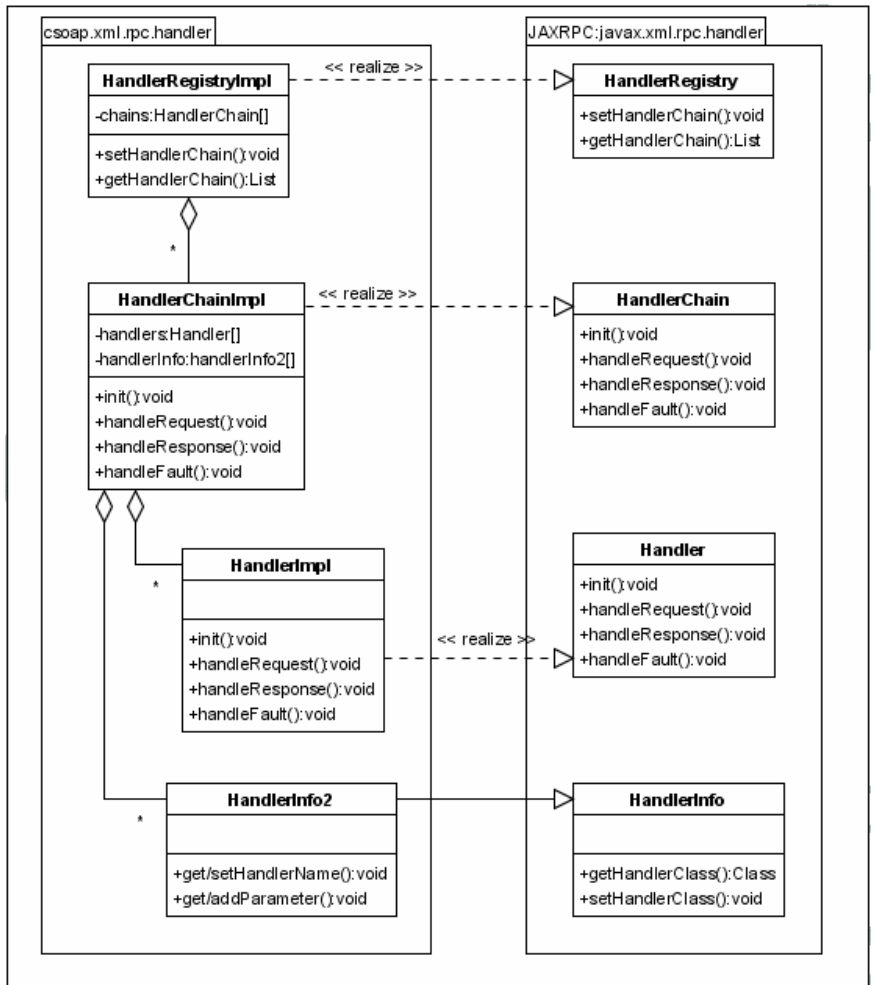 csoap.xml.rpc.handler
JAXRPC:javax.xml.rpc.handler
HandlerRegistryImpl
-chains:HandlerChain[]
+setHandlerChain():void
+getHandlerChain():List
<< realize >>
HandlerRegistry
+setHandlerChain():void
+getHandlerChain():List
*
HandlerChainImpl
-handlers:Handler[]
-handlerInfo:handlerInfo2[]
+init():void
+handleRequest():void
+handleResponse():void
+handleFault():void
<< realize >>
HandlerChain
+init():void
+handleRequest():void
+handleResponse():void
+handleFault():void
*
HandlerImpl
+init():void
+handleRequest():void
+handleResponse():void
+handleFault():void
<< realize >>
Handler
+init():void
+handleRequest():void
+handleResponse():void
+handleFault():void
*
HandlerInfo2
+get/setHandlerName():void
+get/addParameter():void
HandlerInfo
+getHandlerClass():Class
+setHandlerClass():void